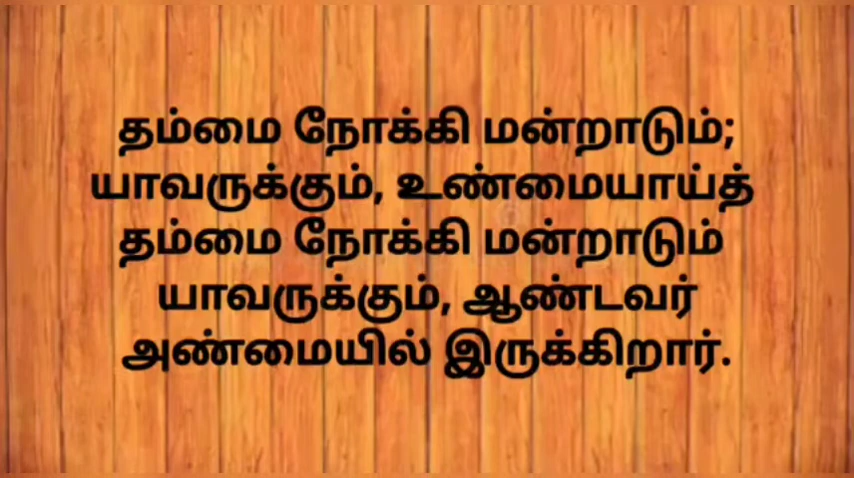 தம்மை நோக்கி மன்றாடும்;
யாவருக்கும், உண்மையாய்த்
தம்மை நோக்கி மன்றாடும்
யாவருக்கும், ஆண்டவர்
அண்மையில் இருக்கிறார்.